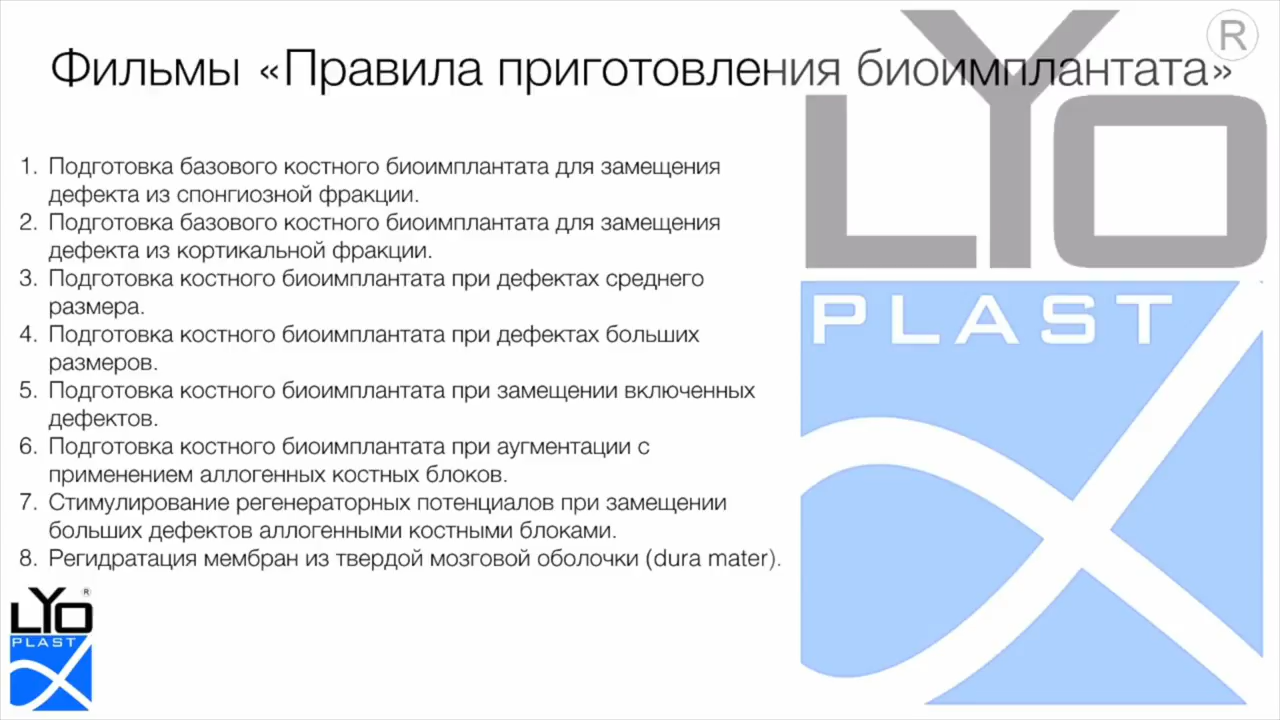 Фильмы «Правила приготовления биоимплантата»
1. Подготовка базового костного биоимплантата для замещения
дефекта из спонгиозной фракции.
2. Подготовка базового костного биоимплантата для замещения
дефекта из кортикальной фракции.
3. Подготовка костного биоимплантата при дефектах среднего
размера.
4. Подготовка костного биоимплантата при дефектах больших
размеров.
5. Подготовка костного биоимплантата при замещении включенных
дефектов.
6. Подготовка костного биоимплантата при аугментации с
применением аллогенных костных блоков.
7. Стимулирование регенераторных потенциалов при замещении
больших дефектов аллогенными костными блоками.
8. Регидратация мембран из твердой мозговой оболочки (dura mater).
LYO ®
PLAST
LYO ®
PLAST